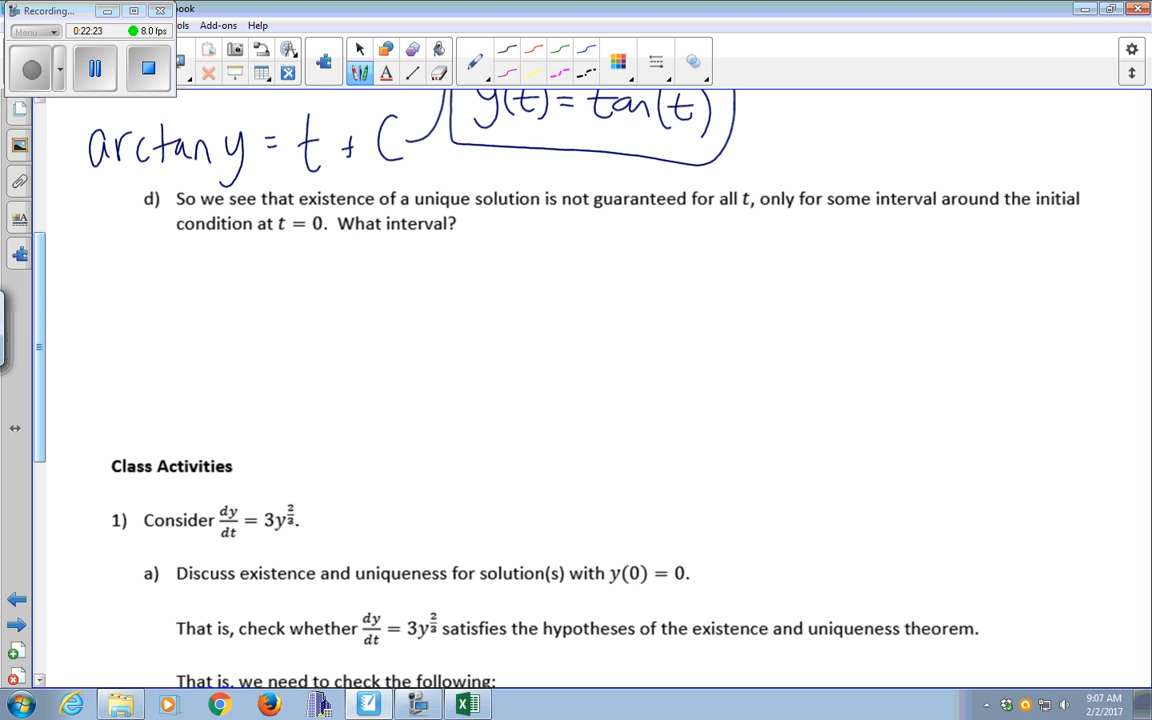 Recording...
ook
Menu
0:22:23
8.0 fps
ols Add-ons Help
y(t) = tan(t)
arctan y = t + C
d) So we see that existence of a unique solution is not guaranteed for all t, only for some interval around the initial
condition at t = 0. What interval?
Class Activities
1) Consider dy/dt = 3y^(2/3).
a) Discuss existence and uniqueness for solution(s) with y(0) = 0.
That is, check whether dy/dt = 3y^(2/3) satisfies the hypotheses of the existence and uniqueness theorem.
That is, we need to check the following:
9:07 AM
2/2/2017